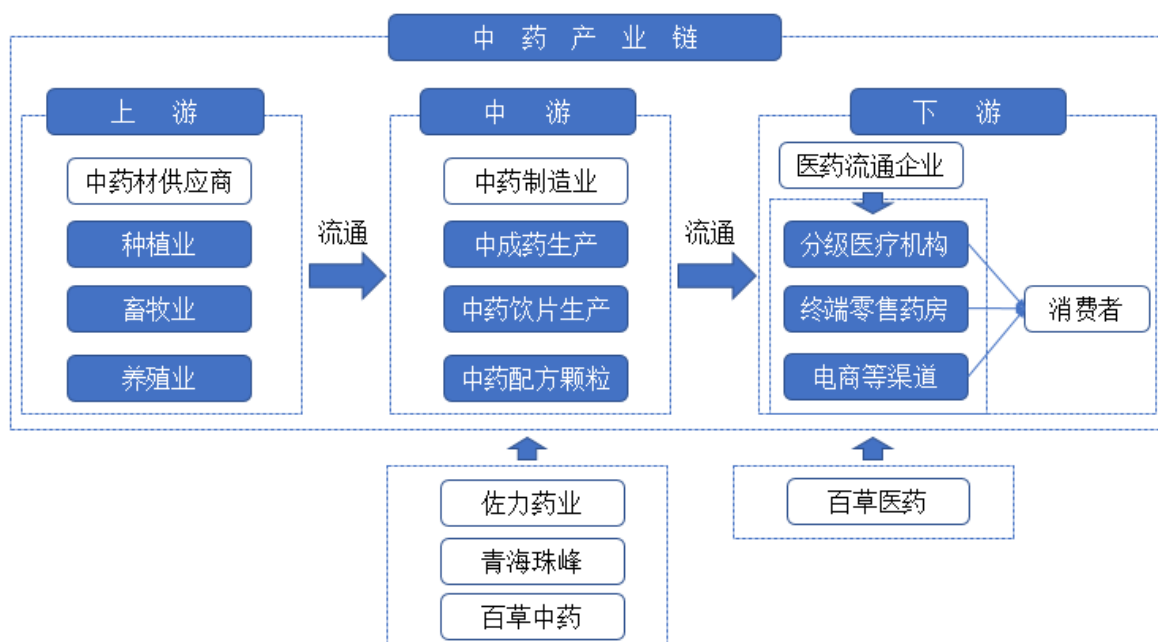 中药产业链
上游
中药材供应商
种植业
畜牧业
养殖业
流通
中游
中药制造业
中成药生产
中药饮片生产
中药配方颗粒
流通
下游
医药流通企业
分级医疗机构
终端零售药房
电商等渠道
消费者
佐力药业
青海珠峰
百草中药
百草医药